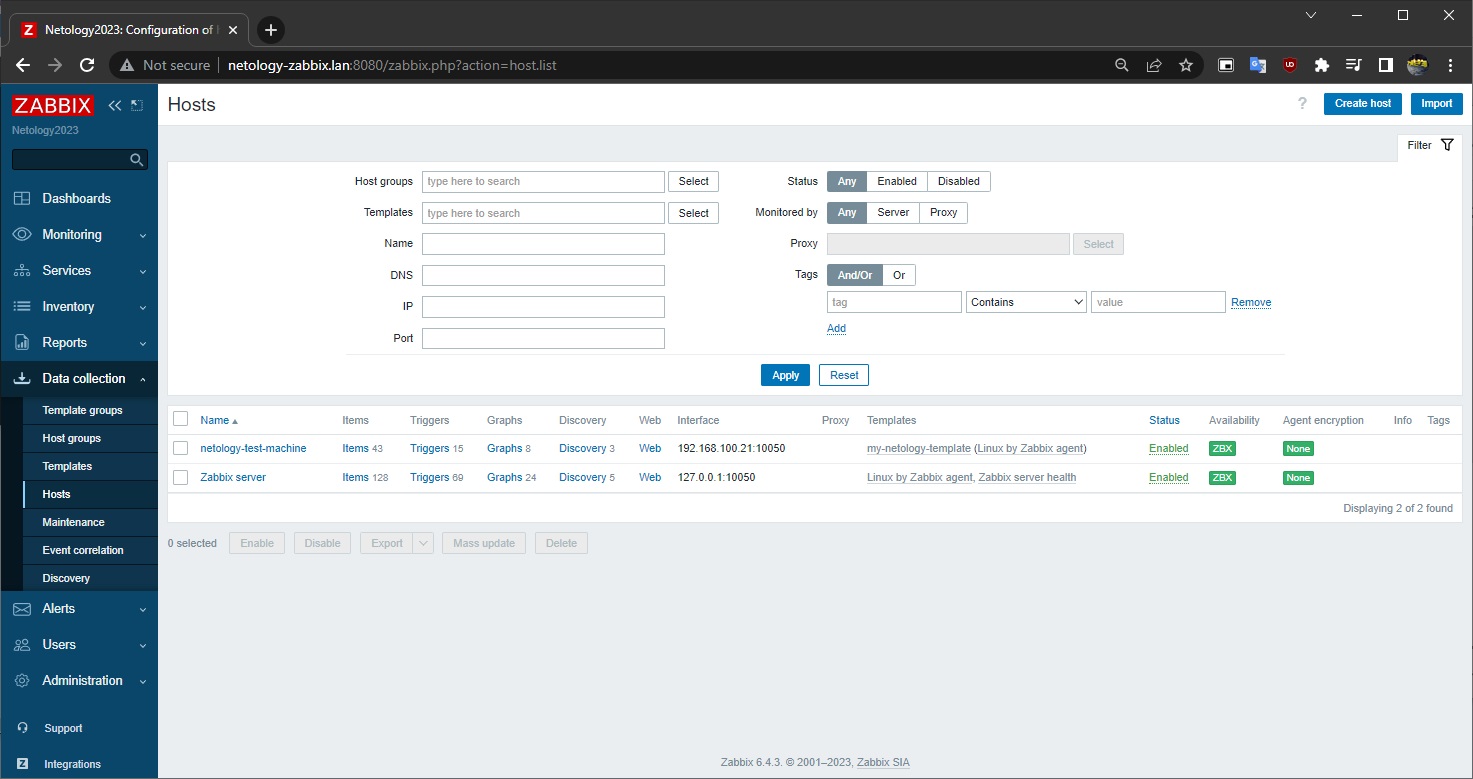 Netology2023: Configuration of
Not secure netology-zabbix.lan:8080/zabbix.php?action=host.list
ZABBIX
Netology2023
Dashboards
Monitoring
Services
Inventory
Reports
Data collection
Template groups
Host groups
Templates
Hosts
Maintenance
Event correlation
Discovery
Alerts
Users
Administration
Support
Z Integrations
Hosts
? Create host Import
Filter
Host groups type here to search Select
Templates type here to search Select
Name
DNS
IP
Port
Status Any Enabled Disabled
Monitored by Any Server Proxy
Proxy Select
Tags And/Or Or
tag Contains value Remove
Add
Apply Reset
Name Items Triggers Graphs Discovery Web Interface Proxy Templates Status Availability Agent encryption Info Tags
netology-test-machine Items 43 Triggers 15 Graphs 8 Discovery 3 Web 192.168.100.21:10050 my-netology-template (Linux by Zabbix agent) Enabled ZBX None
Zabbix server Items 128 Triggers 69 Graphs 24 Discovery 5 Web 127.0.0.1:10050 Linux by Zabbix agent, Zabbix server health Enabled ZBX None
Displaying 2 of 2 found
0 selected Enable Disable Export Mass update Delete
Zabbix 6.4.3. © 2001–2023, Zabbix SIA